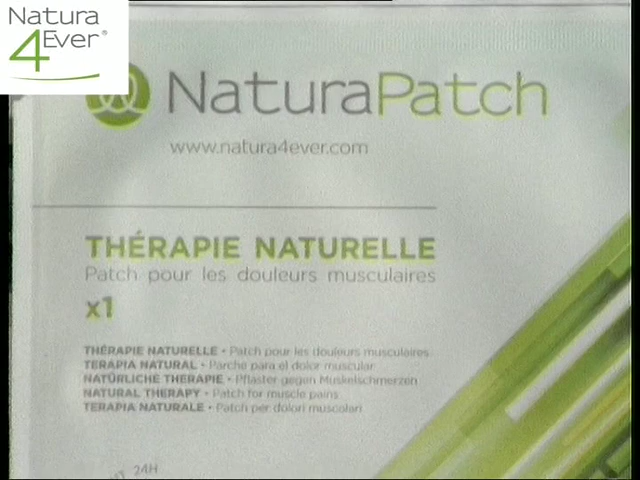 Natura
4Ever®
NaturaPatch
www.natura4ever.com
THÉRAPIE NATURELLE
Patch pour les douleurs musculaires
x1
THÉRAPIE NATURELLE • Patch pour les douleurs musculaires
TERAPIA NATURAL • Parche para el dolor muscular
NATÜRLICHE THERAPIE • Pflaster gegen Muskelschmerzen
NATURAL THERAPY • Patch for muscle pains
TERAPIA NATURALE • Patch per dolori muscolari
24H